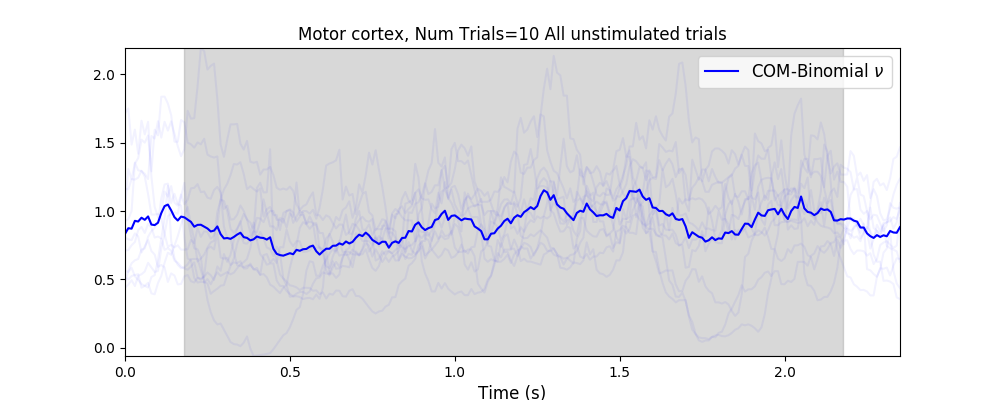 Motor cortex, Num Trials=10 All unstimulated trials
COM-Binomial ν
2.0
1.5
1.0
0.5
0.0
0.0 0.5 1.0 1.5 2.0
Time (s)